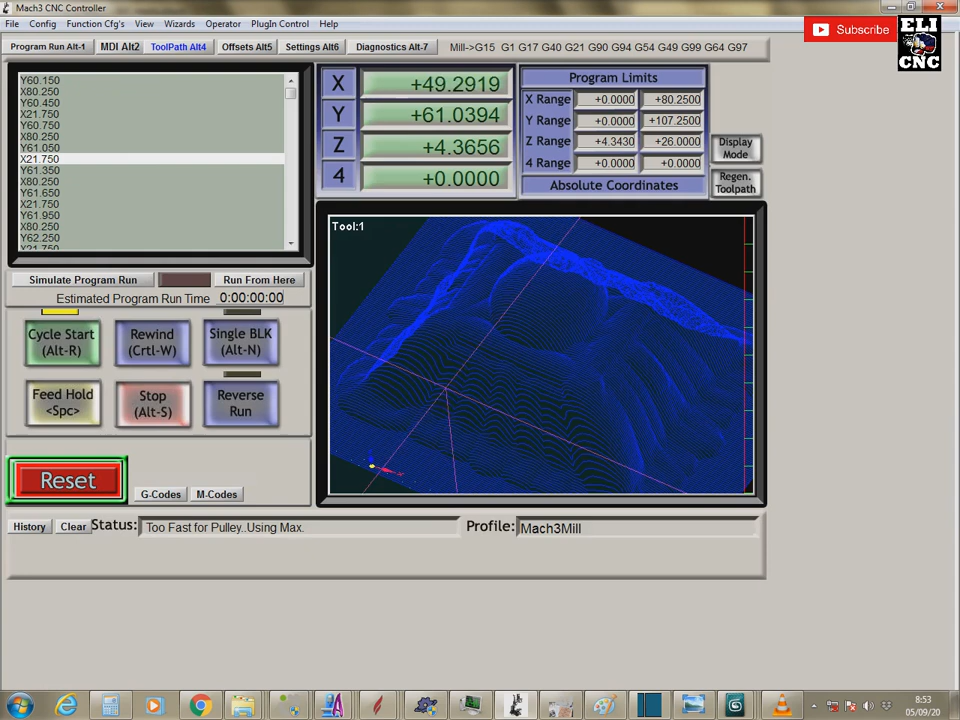 Mach3 CNC Controller
File Config Function Cfg's View Wizards Operator PlugIn Control Help
Program Run Alt-1 MDI Alt2 ToolPath Alt4 Offsets Alt5 Settings Alt6 Diagnostics Alt-7 Mill->G15 G1 G17 G40 G21 G90 G94 G54 G49 G99 G64 G97
Subscribe
ELI
CNC
Y60.150
X80.250
Y60.450
X21.750
Y60.750
X80.250
Y61.050
X21.750
Y61.350
X80.250
Y61.650
X21.750
Y61.950
X80.250
Y62.250
X21.750
X +49.2919
Y +61.0394
Z +4.3656
4 +0.0000
Program Limits
X Range +0.0000 +80.2500
Y Range +0.0000 +107.2500
Z Range +4.3430 +26.0000
4 Range +0.0000 +0.0000
Absolute Coordinates
Display
Mode
Regen.
Toolpath
Tool:1
Simulate Program Run Run From Here
Estimated Program Run Time 0:00:00:00
Cycle Start
(Alt-R)
Rewind
(Crtl-W)
Single BLK
(Alt-N)
Feed Hold
<Spc>
Stop
(Alt-S)
Reverse
Run
Reset
G-Codes M-Codes
History Clear Status: Too Fast for Pulley..Using Max. Profile: Mach3Mill
8:53
05/09/20